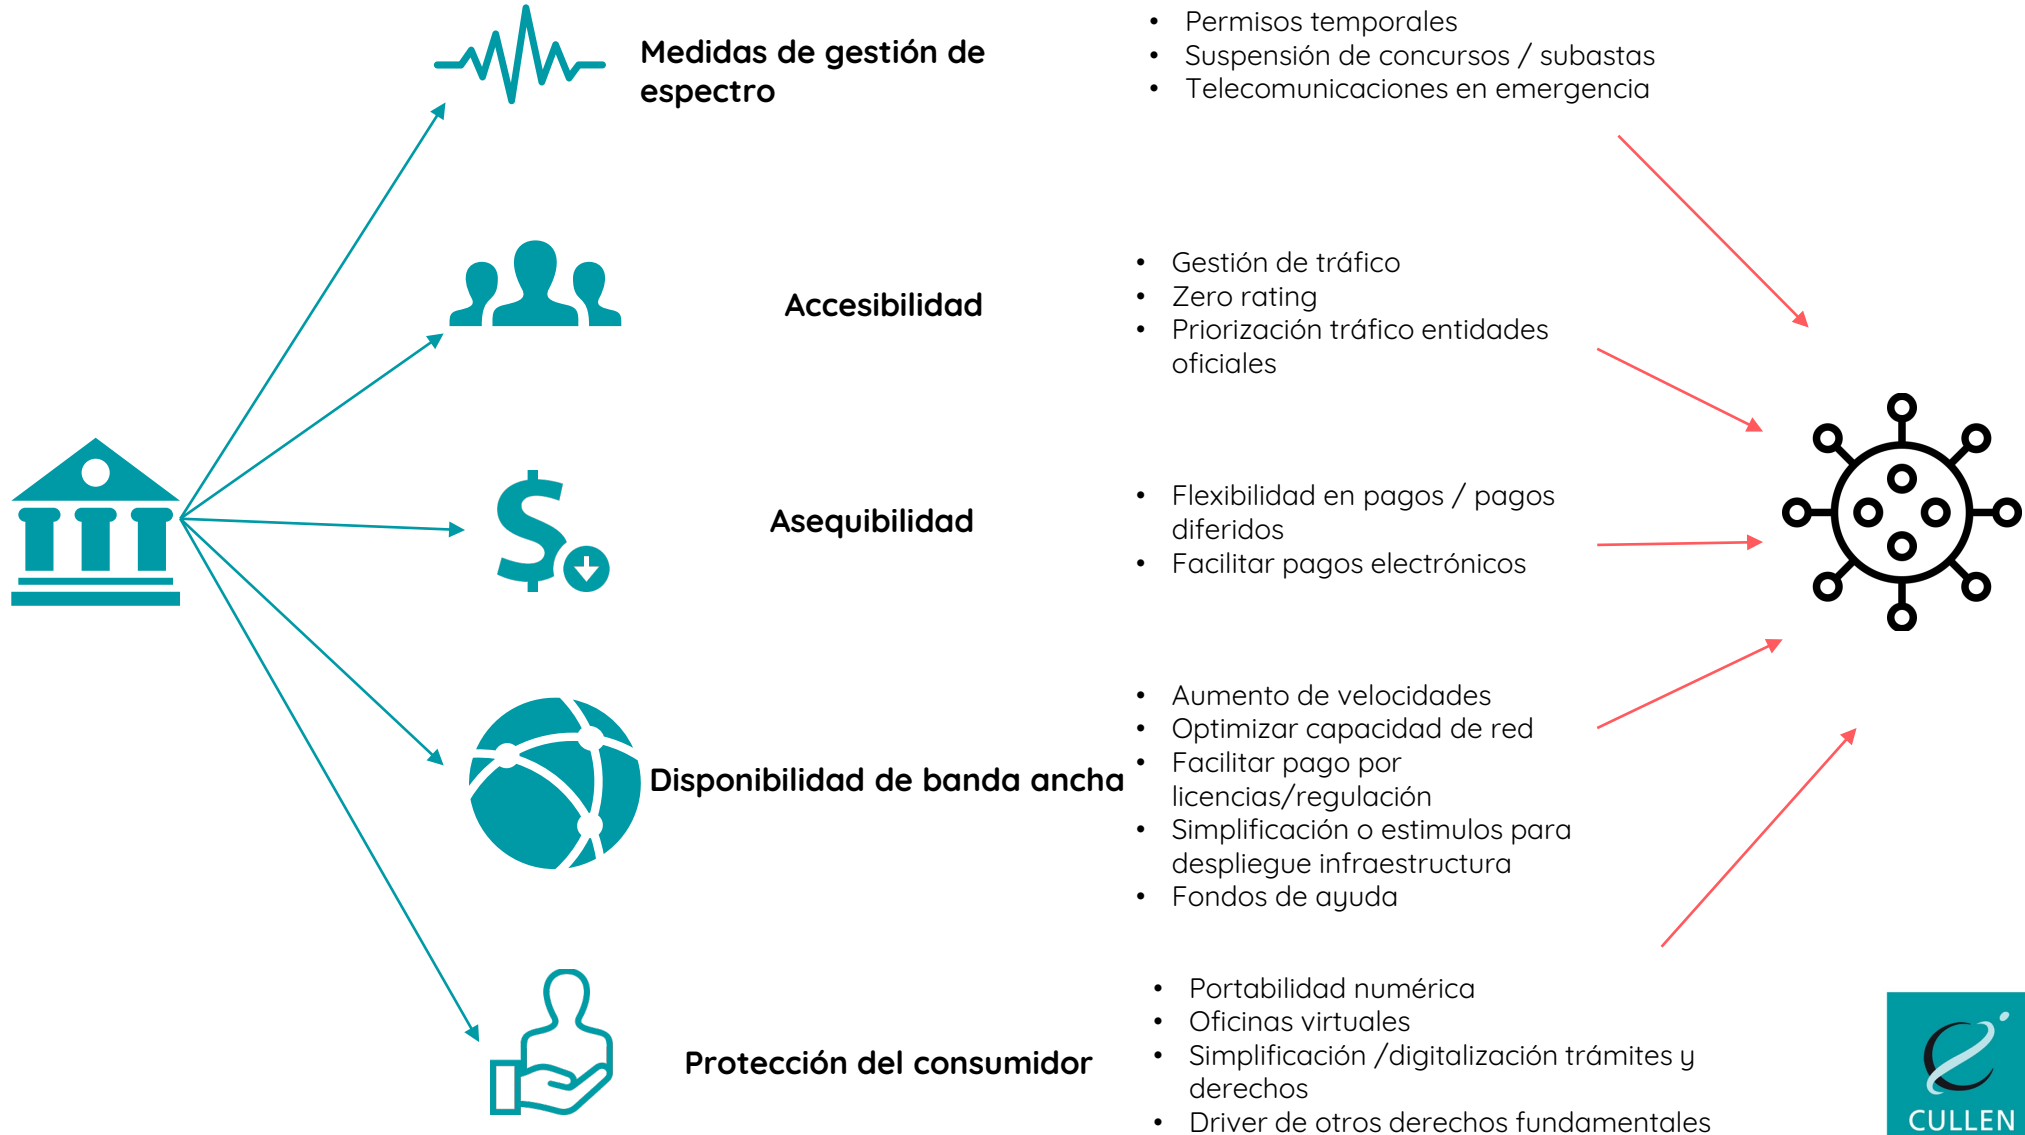 Medidas de gestión de
espectro
• Permisos temporales
• Suspensión de concursos / subastas
• Telecomunicaciones en emergencia
Accesibilidad
• Gestión de tráfico
• Zero rating
• Priorización tráfico entidades
oficiales
Asequibilidad
• Flexibilidad en pagos / pagos
diferidos
• Facilitar pagos electrónicos
Disponibilidad de banda ancha
• Aumento de velocidades
• Optimizar capacidad de red
• Facilitar pago por
licencias/regulación
• Simplificación o estimulos para
despliegue infraestructura
• Fondos de ayuda
Protección del consumidor
• Portabilidad numérica
• Oficinas virtuales
• Simplificación /digitalización trámites y
derechos
• Driver de otros derechos fundamentales
CULLEN